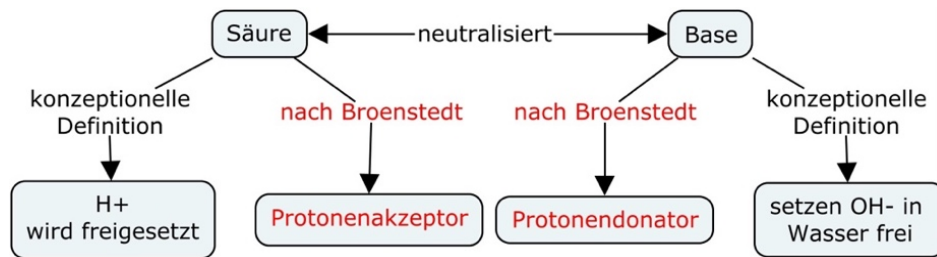 Säure
neutralisiert
Base
konzeptionelle
Definition
nach Broenstedt
nach Broenstedt
konzeptionelle
Definition
H+
wird freigesetzt
Protonenakzeptor
Protonendonator
setzen OH- in
Wasser frei